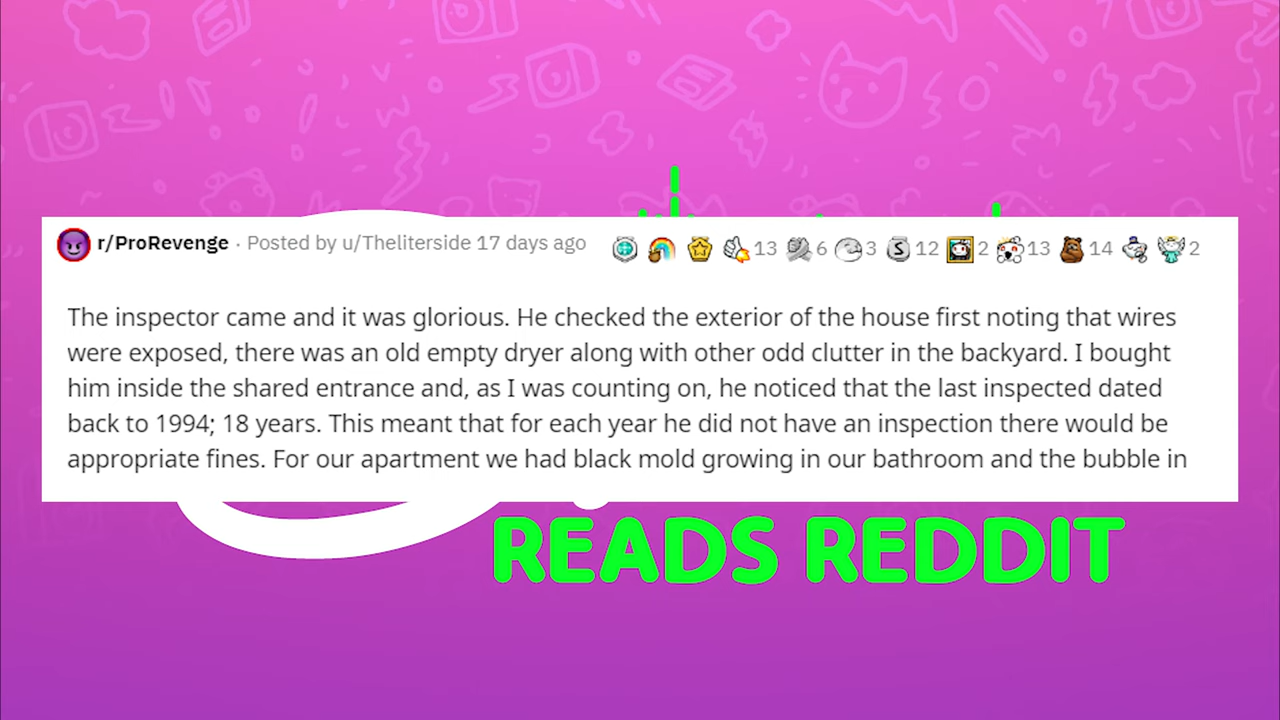 r/ProRevenge · Posted by u/Theliterside 17 days ago 13 6 3 S 12 2 13 14 2
The inspector came and it was glorious. He checked the exterior of the house first noting that wires
were exposed, there was an old empty dryer along with other odd clutter in the backyard. I bought
him inside the shared entrance and, as I was counting on, he noticed that the last inspected dated
back to 1994; 18 years. This meant that for each year he did not have an inspection there would be
appropriate fines. For our apartment we had black mold growing in our bathroom and the bubble in
READS REDDIT